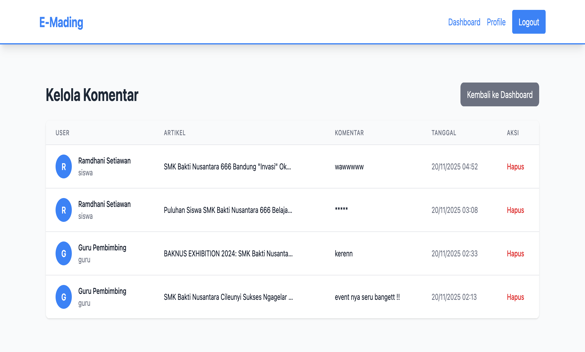 E-Mading
Dashboard Profile Logout
Kelola Komentar
Kembali ke Dashboard
USER ARTIKEL KOMENTAR TANGGAL AKSI
R Ramdhani Setiawan
siswa
SMK Bakti Nusantara 666 Bandung "Invasi" Ok... wawwwww 20/11/2025 04:52 Hapus
R Ramdhani Setiawan
siswa
Puluhan Siswa SMK Bakti Nusantara 666 Belaja... ***** 20/11/2025 03:08 Hapus
G Guru Pembimbing
guru
BAKNUS EXHIBITION 2024: SMK Bakti Nusanta... kerenn 20/11/2025 02:33 Hapus
G Guru Pembimbing
guru
SMK Bakti Nusantara Cileunyi Sukses Ngagelar ... event nya seru bangett !! 20/11/2025 02:13 Hapus